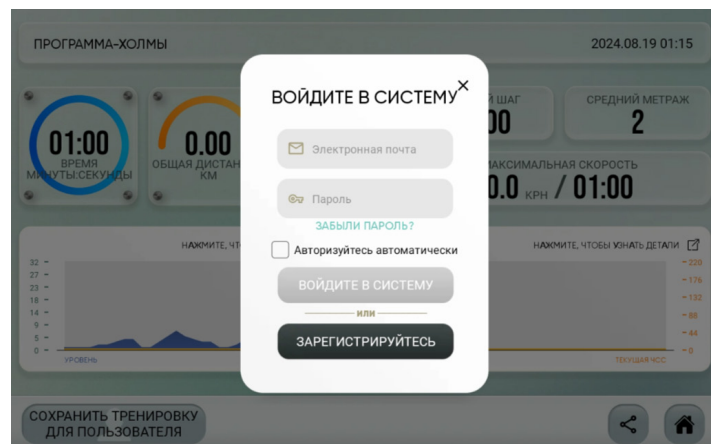 ПРОГРАММА-ХОЛМЫ
2024.08.19 01:15
01:00
ВРЕМЯ
МИНУТЫ:СЕКУНДЫ
0.00
ОБЩАЯ ДИСТАН
КМ
ШАГ
СРЕДНИЙ МЕТРАЖ
2
МАКСИМАЛЬНАЯ СКОРОСТЬ
0.0 КРН / 01:00
ВОЙДИТЕ В СИСТЕМУ
Электронная почта
Пароль
ЗАБЫЛИ ПАРОЛЬ?
Авторизуйтесь автоматически
ВОЙДИТЕ В СИСТЕМУ
или
ЗАРЕГИСТРИРУЙТЕСЬ
НАЖМИТЕ, ЧТ
НАЖМИТЕ, ЧТОБЫ УЗНАТЬ ДЕТАЛИ
32
27
23
18
14
9
5
0
220
176
132
88
44
0
УРОВЕНЬ
ТЕКУЩАЯ ЧСС
СОХРАНИТЬ ТРЕНИРОВКУ
ДЛЯ ПОЛЬЗОВАТЕЛЯ